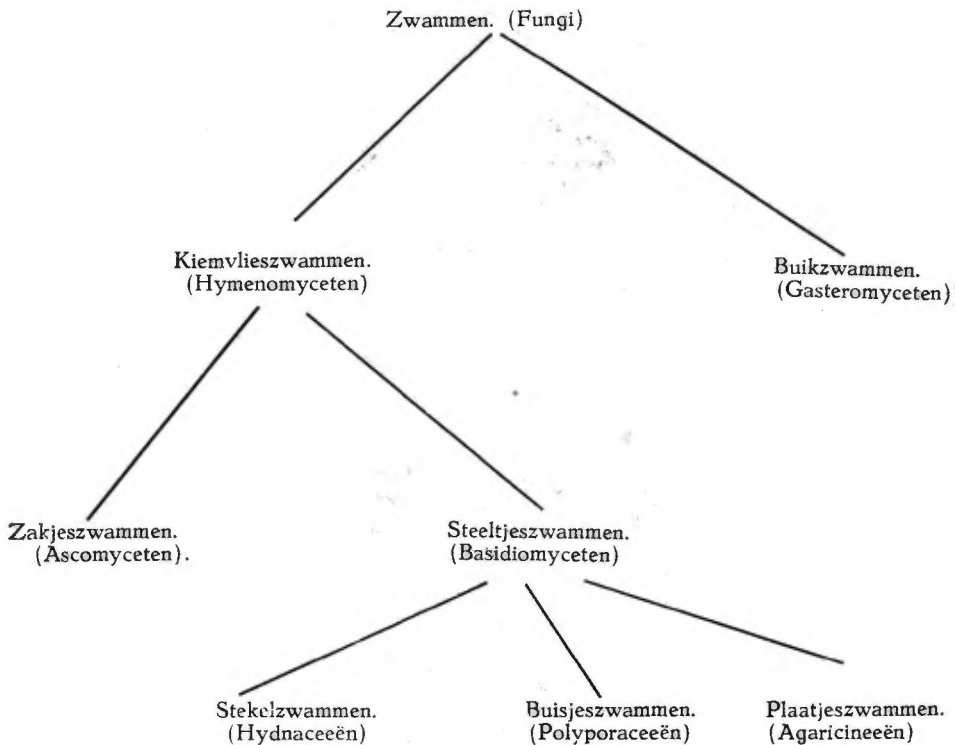 Zwammen. (Fungi)
Kiemvlieszwammen.
(Hymenomyceten)
Buikzwammen.
(Gasteromyceten)
Zakjeszwammen.
(Ascomyceten).
Steeltjeszwammen.
(Basidiomyceten)
Stekelzwammen.
(Hydnaceeën)
Buisjeszwammen.
(Polyporaceeën)
Plaatjeszwammen.
(Agaricineeën)